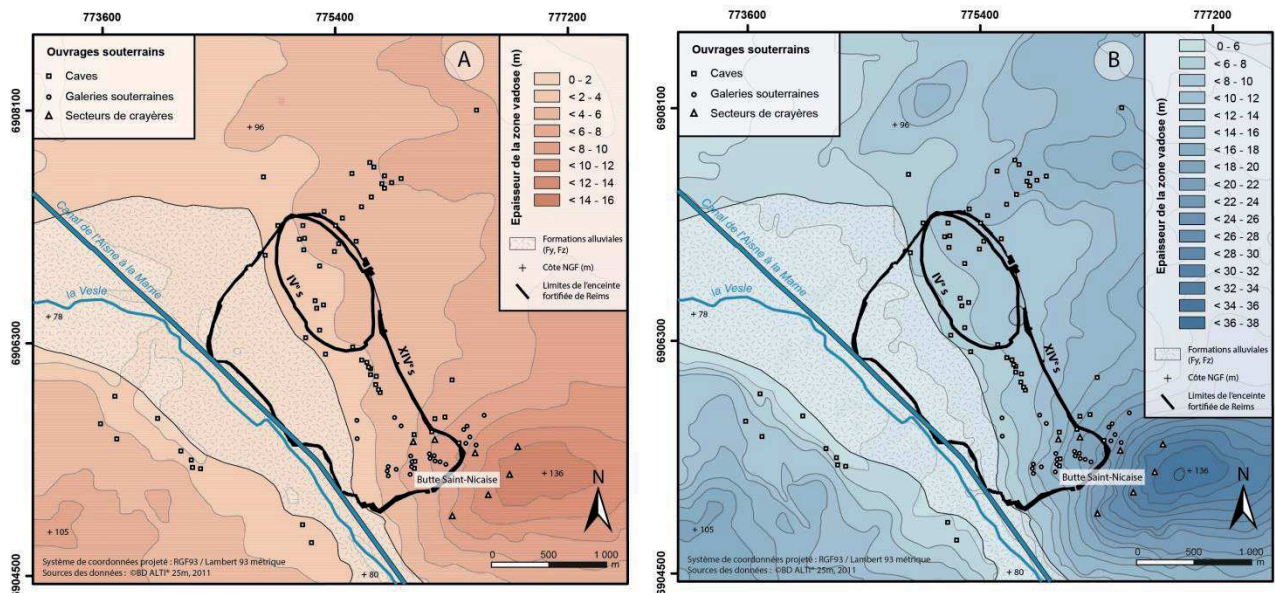 773600
775400
777200
6908100
6906300
6904500
Ouvrages souterrains
Caves
Galeries souterraines
Secteurs de crayères
A
Epaisseur de la zone vadose (m)
0 - 2
< 2 - 4
< 4 - 6
< 6 - 8
< 8 - 10
< 10 - 12
< 12 - 14
< 14 - 16
Formations alluviales
(Fy, Fz)
Côte NGF (m)
Limites de l'enceinte
fortifiée de Reims
+ 96
Canal de l'Aisne à la Marne
la Vesle
+ 78
IVe s
XIVe s
Butte Saint-Nicaise
+ 136
+ 105
+ 80
N
0 500 1 000
m
Système de coordonnées projeté : RGF93 / Lambert 93 métrique
Sources des données : ©BD ALTI® 25m, 2011
773600
775400
777200
6908100
6906300
6904500
Ouvrages souterrains
Caves
Galeries souterraines
Secteurs de crayères
B
Epaisseur de la zone vadose (m)
0 - 6
< 6 - 8
< 8 - 10
< 10 - 12
< 12 - 14
< 14 - 16
< 16 - 18
< 18 - 20
< 20 - 22
< 22 - 24
< 24 - 26
< 26 - 28
< 28 - 30
< 30 - 32
< 32 - 34
< 34 - 36
< 36 - 38
Formations alluviales
(Fy, Fz)
Côte NGF (m)
Limites de l'enceinte
fortifiée de Reims
+ 96
Canal de l'Aisne à la Marne
la Vesle
+ 78
IVe s
XIVe s
Butte Saint-Nicaise
+ 136
+ 105
+ 80
N
0 500 1 000
m
Système de coordonnées projeté : RGF93 / Lambert 93 métrique
Sources des données : ©BD ALTI® 25m, 2011